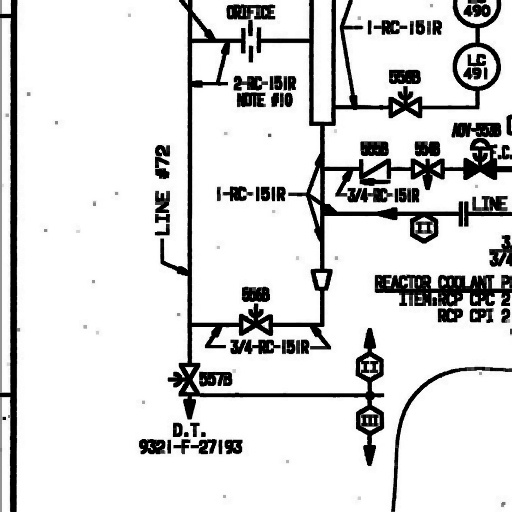 ORIFICE
490
1-RC-151R
LC
491
2-RC-151R
NOTE #10
558B
AOV-553B
555B
554B
F.C.
LINE #72
1-RC-151R
3/4-RC-151R
LINE
II
3
3/4
REACTOR COOLANT P
ITEM:RCP CPC 2
RCP CPI 2
556B
3/4-RC-151R
II
557B
III
D.T.
9321-F-27193